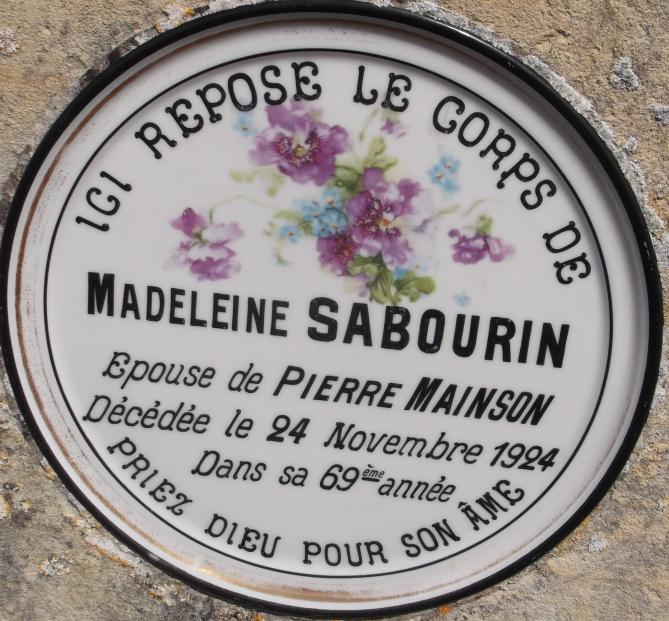 ICI REPOSE LE CORPS DE
MADELEINE SABOURIN
Epouse de PIERRE MAINSON
Décédée le 24 Novembre 1924
Dans sa 69ème année
PRIEZ DIEU POUR SON ÂME